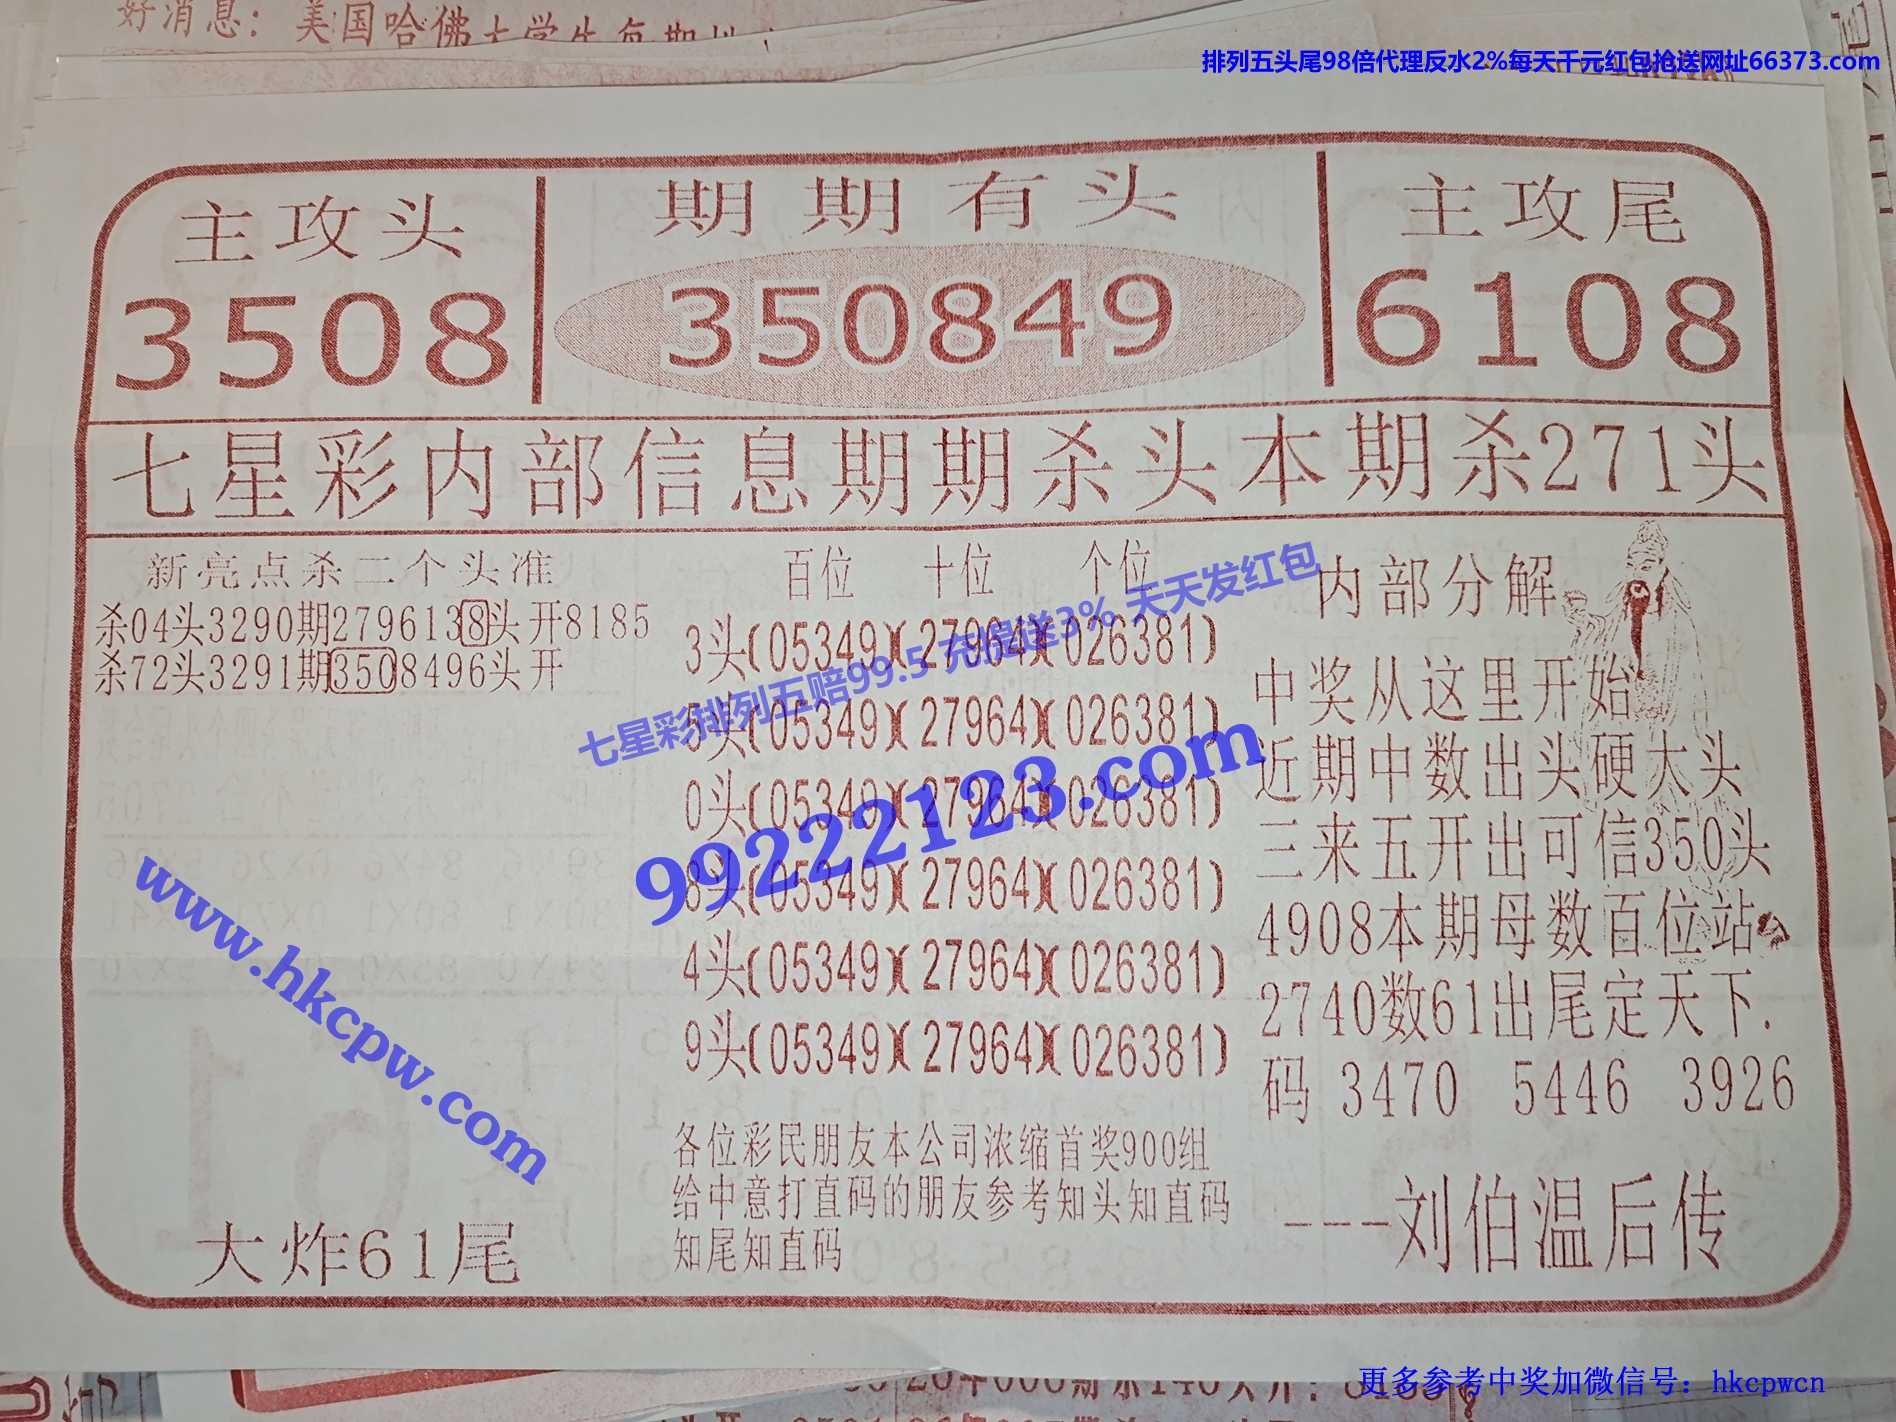 好消息：美国哈佛大学生每期
排列五头尾98倍代理反水2%每天千元红包抢送网址66373.com
主攻头
3508
期期有头
350849
主攻尾
6108
七星彩内部信息期期杀头本期杀271头
新亮点杀二个头准
杀04头3290期2796138头开8185
杀72头3291期3508496头开
大炸61尾
百位 十位 个位
3头(05349)(27964)(026381)
5头(05349)(27964)(026381)
0头(05349)(27964)(026381)
8头(05349)(27964)(026381)
4头(05349)(27964)(026381)
9头(05349)(27964)(026381)
各位彩民朋友本公司浓缩首奖900组
给中意打直码的朋友参考知头知直码
知尾知直码
内部分解
中奖从这里开始
近期中数出头硬大头
三来五开出可信350头
4908本期母数百位站
2740数61出尾定天下.
码 3470 5446 3926
---刘伯温后传
七星彩排列五赔99.5 充提送3% 天天发红包
99222123.com
www.hkcpw.com
更多参考中奖加微信号：hkcpwcn